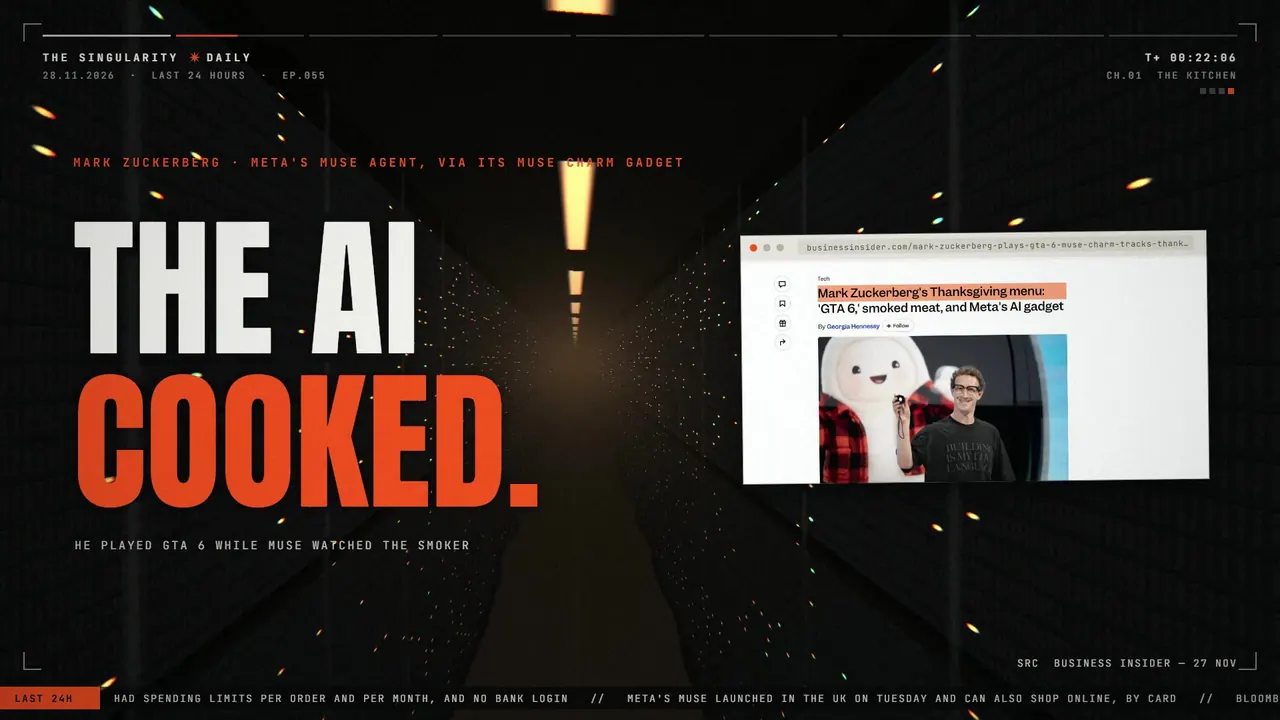 THE SINGULARITY ✴ DAILY
28.11.2026 · LAST 24 HOURS · EP.055
T+ 00:22:06
CH.01 THE KITCHEN
MARK ZUCKERBERG · META'S MUSE AGENT, VIA ITS MUSE CHARM GADGET
THE AI
COOKED.
HE PLAYED GTA 6 WHILE MUSE WATCHED THE SMOKER
businessinsider.com/mark-zuckerberg-plays-gta-6-muse-charm-tracks-thank…
Tech
Mark Zuckerberg's Thanksgiving menu:
'GTA 6,' smoked meat, and Meta's AI gadget
By Georgia Hennessy + Follow
BUILDING
IS MY LOVE
LANGUAGE
SRC BUSINESS INSIDER — 27 NOV
LAST 24H HAD SPENDING LIMITS PER ORDER AND PER MONTH, AND NO BANK LOGIN // META'S MUSE LAUNCHED IN THE UK ON TUESDAY AND CAN ALSO SHOP ONLINE, BY CARD // BLOOMB